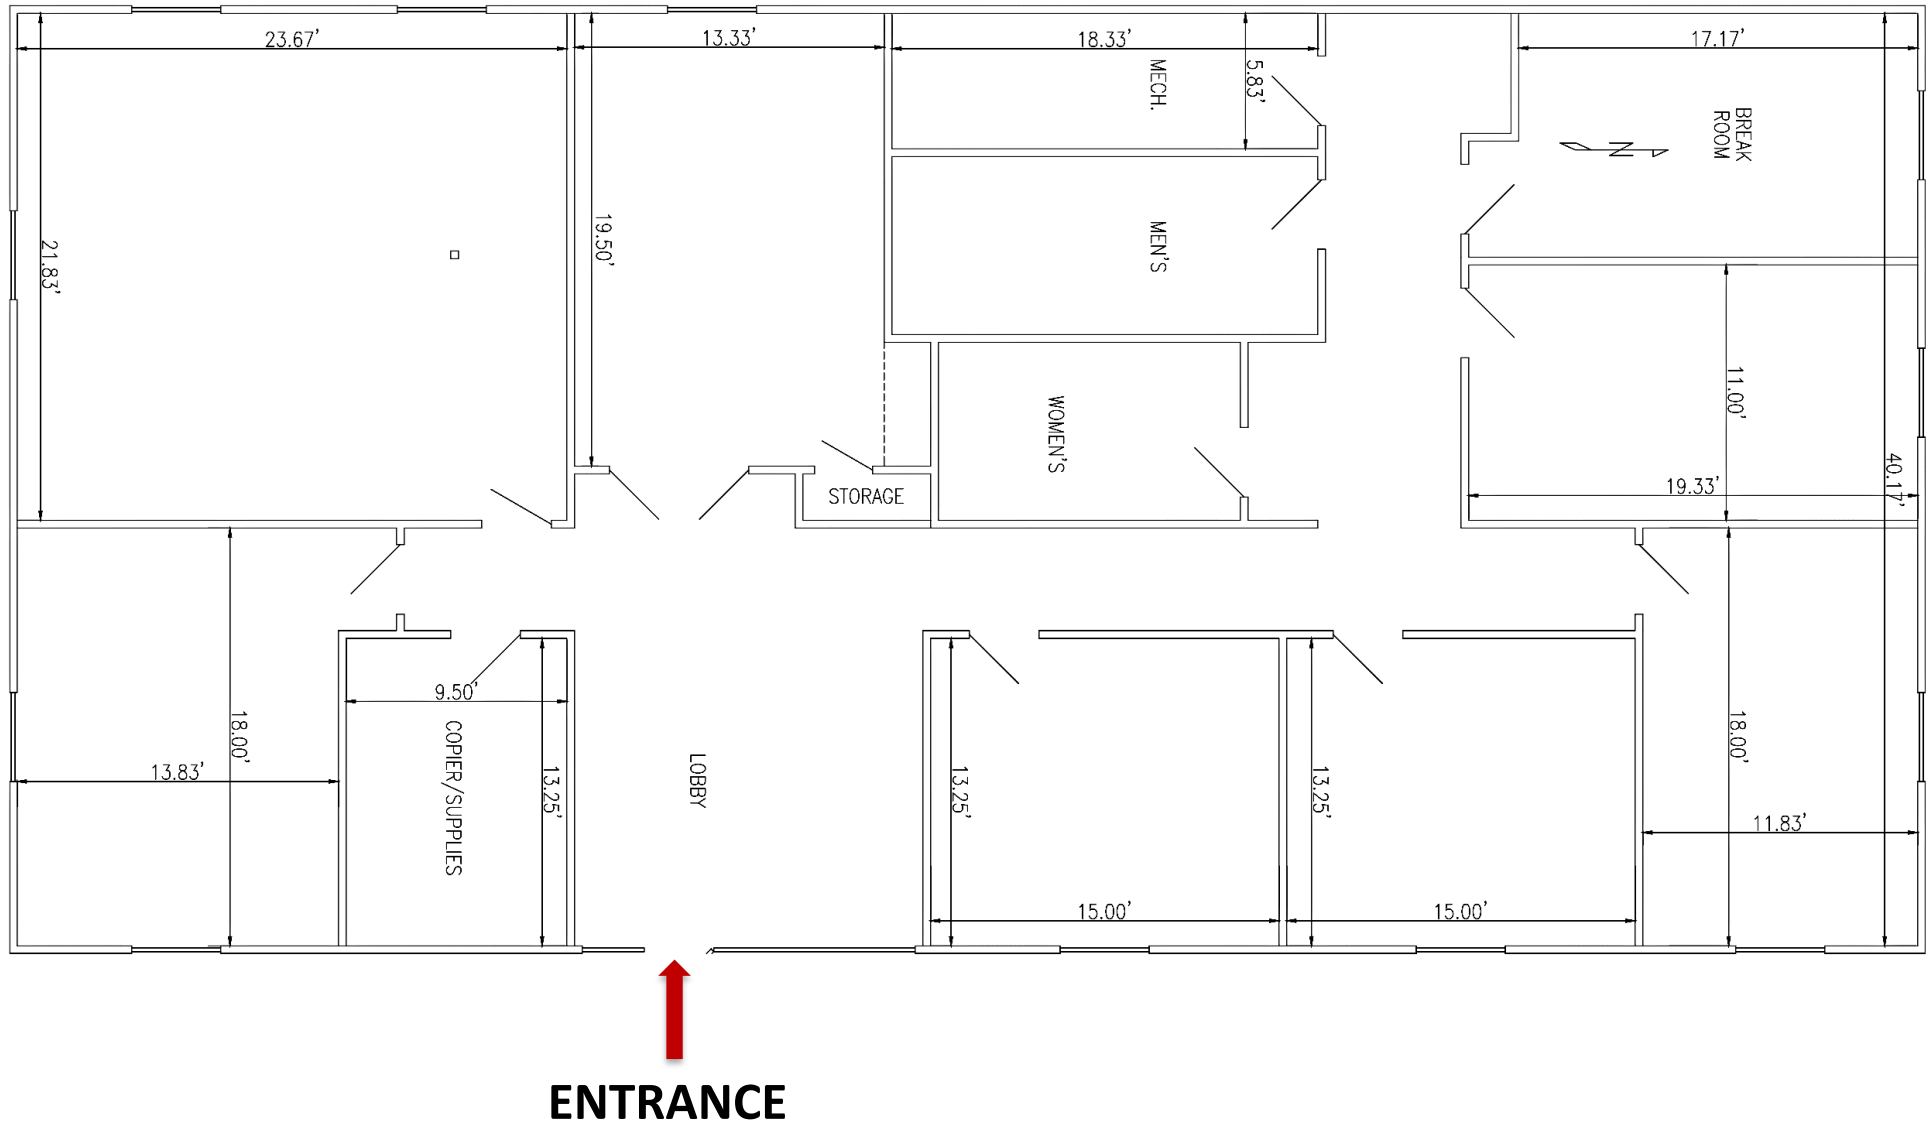 23.67'
13.33'
18.33'
17.17'
MECH.
5.83'
BREAK
ROOM
N
19.50'
21.83'
MEN'S
11.00'
WOMEN'S
40.17'
19.33'
STORAGE
9.50'
18.00'
COPIER/SUPPLIES
13.25'
LOBBY
13.25'
13.25'
18.00'
13.83'
11.83'
15.00'
15.00'
ENTRANCE